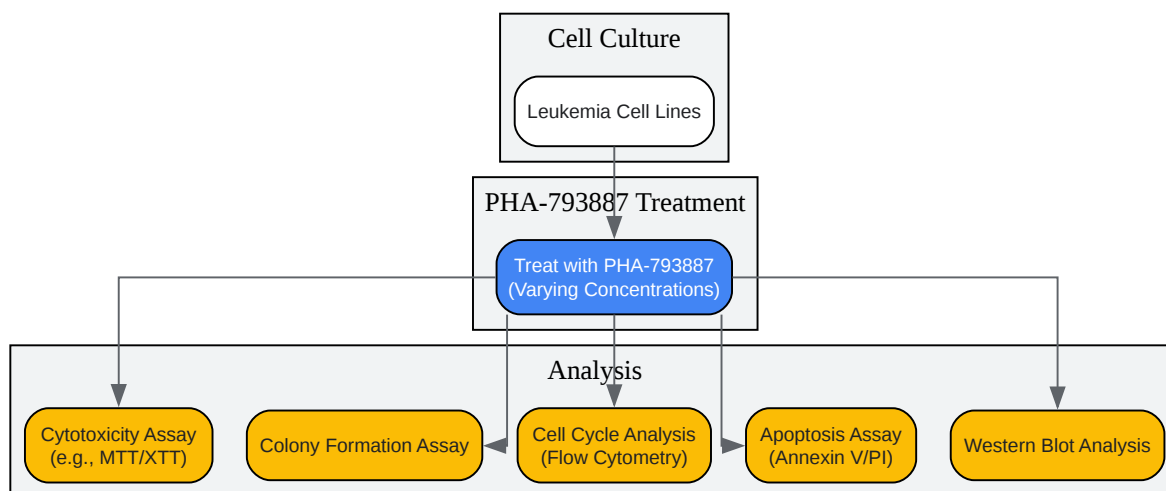 Cell Culture
Leukemia Cell Lines
PHA-793887 Treatment
Treat with PHA-793887
(Varying Concentrations)
Analysis
Cytotoxicity Assay
(e.g., MTT/XTT)
Colony Formation Assay
Cell Cycle Analysis
(Flow Cytometry)
Apoptosis Assay
(Annexin V/PI)
Western Blot Analysis